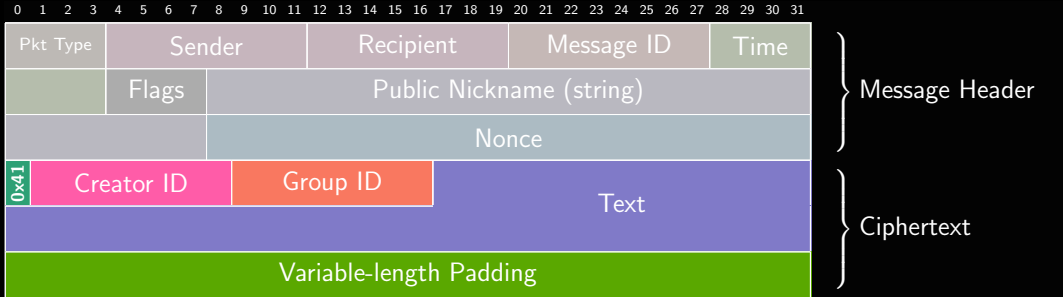 0 1 2 3 4 5 6 7 8 9 10 11 12 13 14 15 16 17 18 19 20 21 22 23 24 25 26 27 28 29 30 31
Pkt Type Sender Recipient Message ID Time
Flags Public Nickname (string)
Message Header
Nonce
0x41 Creator ID Group ID
Text
Ciphertext
Variable-length Padding